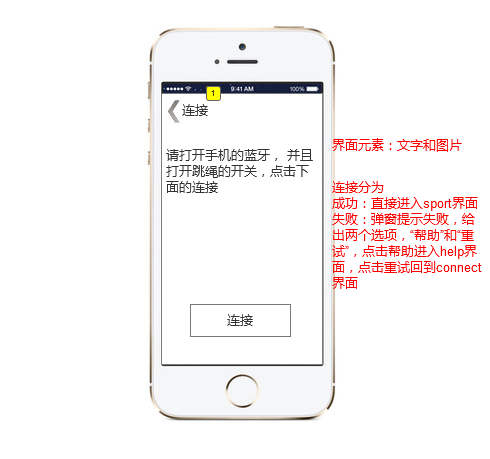 9:41 AM
100%
1
连接
请打开手机的蓝牙，并且
打开跳绳的开关，点击下
面的连接
连接
界面元素：文字和图片
连接分为
成功：直接进入sport界面
失败：弹窗提示失败，给
出两个选项，“帮助”和“重
试”，点击帮助进入help界
面，点击重试回到connect
界面